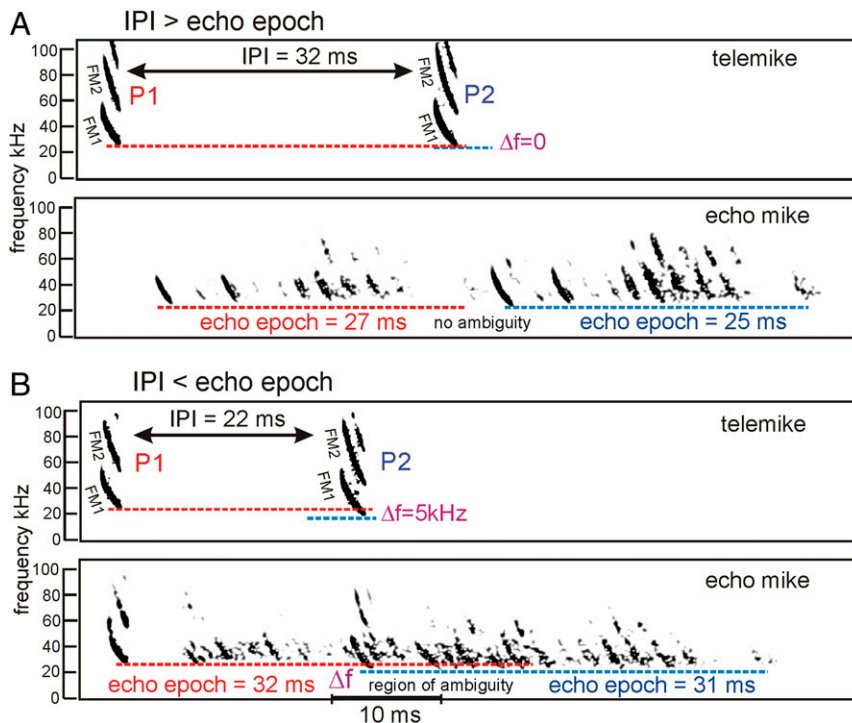 A
IPI > echo epoch
frequency kHz
100
80
60
40
20
0
FM2
FM1
P1
IPI = 32 ms
FM2
FM1
P2
telemike
Δf=0
100
80
60
40
20
0
echo mike
echo epoch = 27 ms
no ambiguity
echo epoch = 25 ms
B
IPI < echo epoch
frequency kHz
100
80
60
40
20
0
FM2
FM1
P1
IPI = 22 ms
FM2
FM1
P2
telemike
Δf=5kHz
100
80
60
40
20
0
echo mike
echo epoch = 32 ms
Δf
region of ambiguity
echo epoch = 31 ms
10 ms